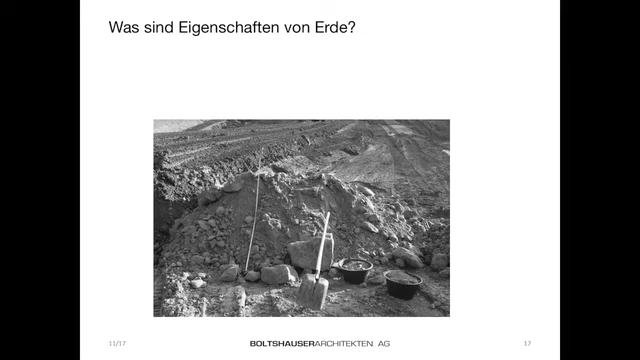 Was sind Eigenschaften von Erde?
11/17
BOLTSHAUSERARCHITEKTEN AG
17